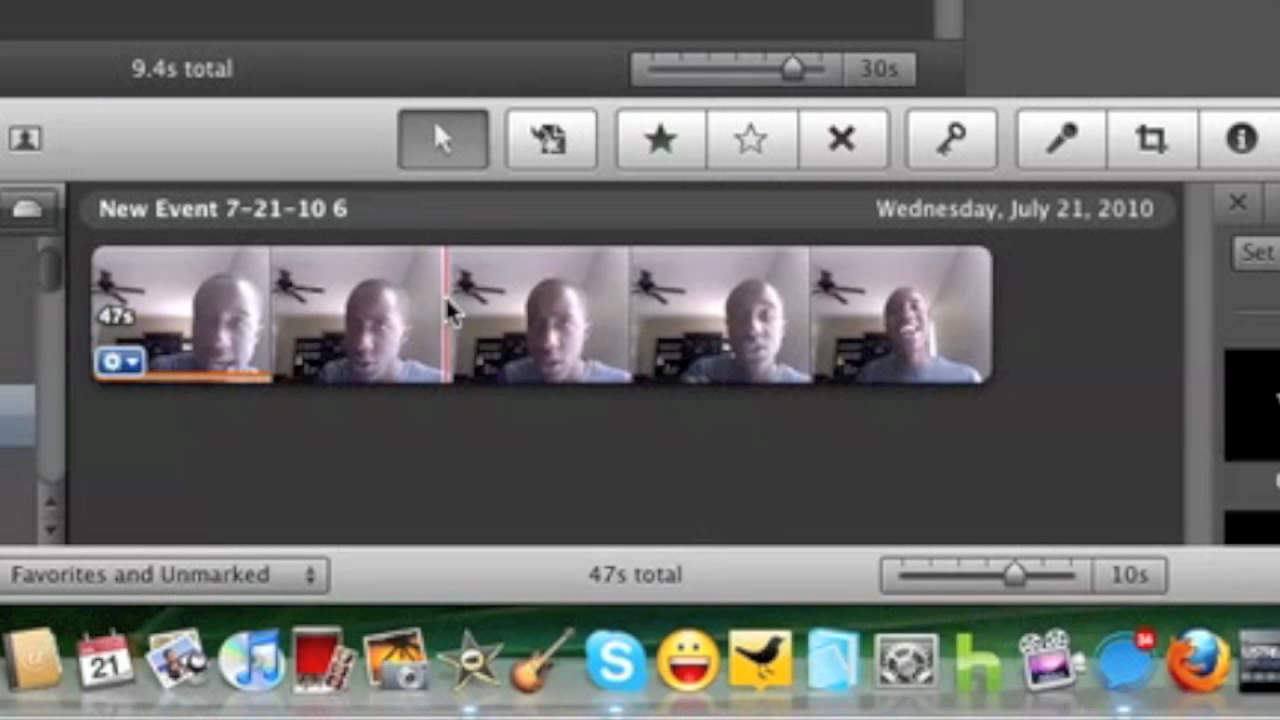 9.4s total
30s
New Event 7-21-10 6
Wednesday, July 21, 2010
Set
47s
Favorites and Unmarked
47s total
10s
21
S
h